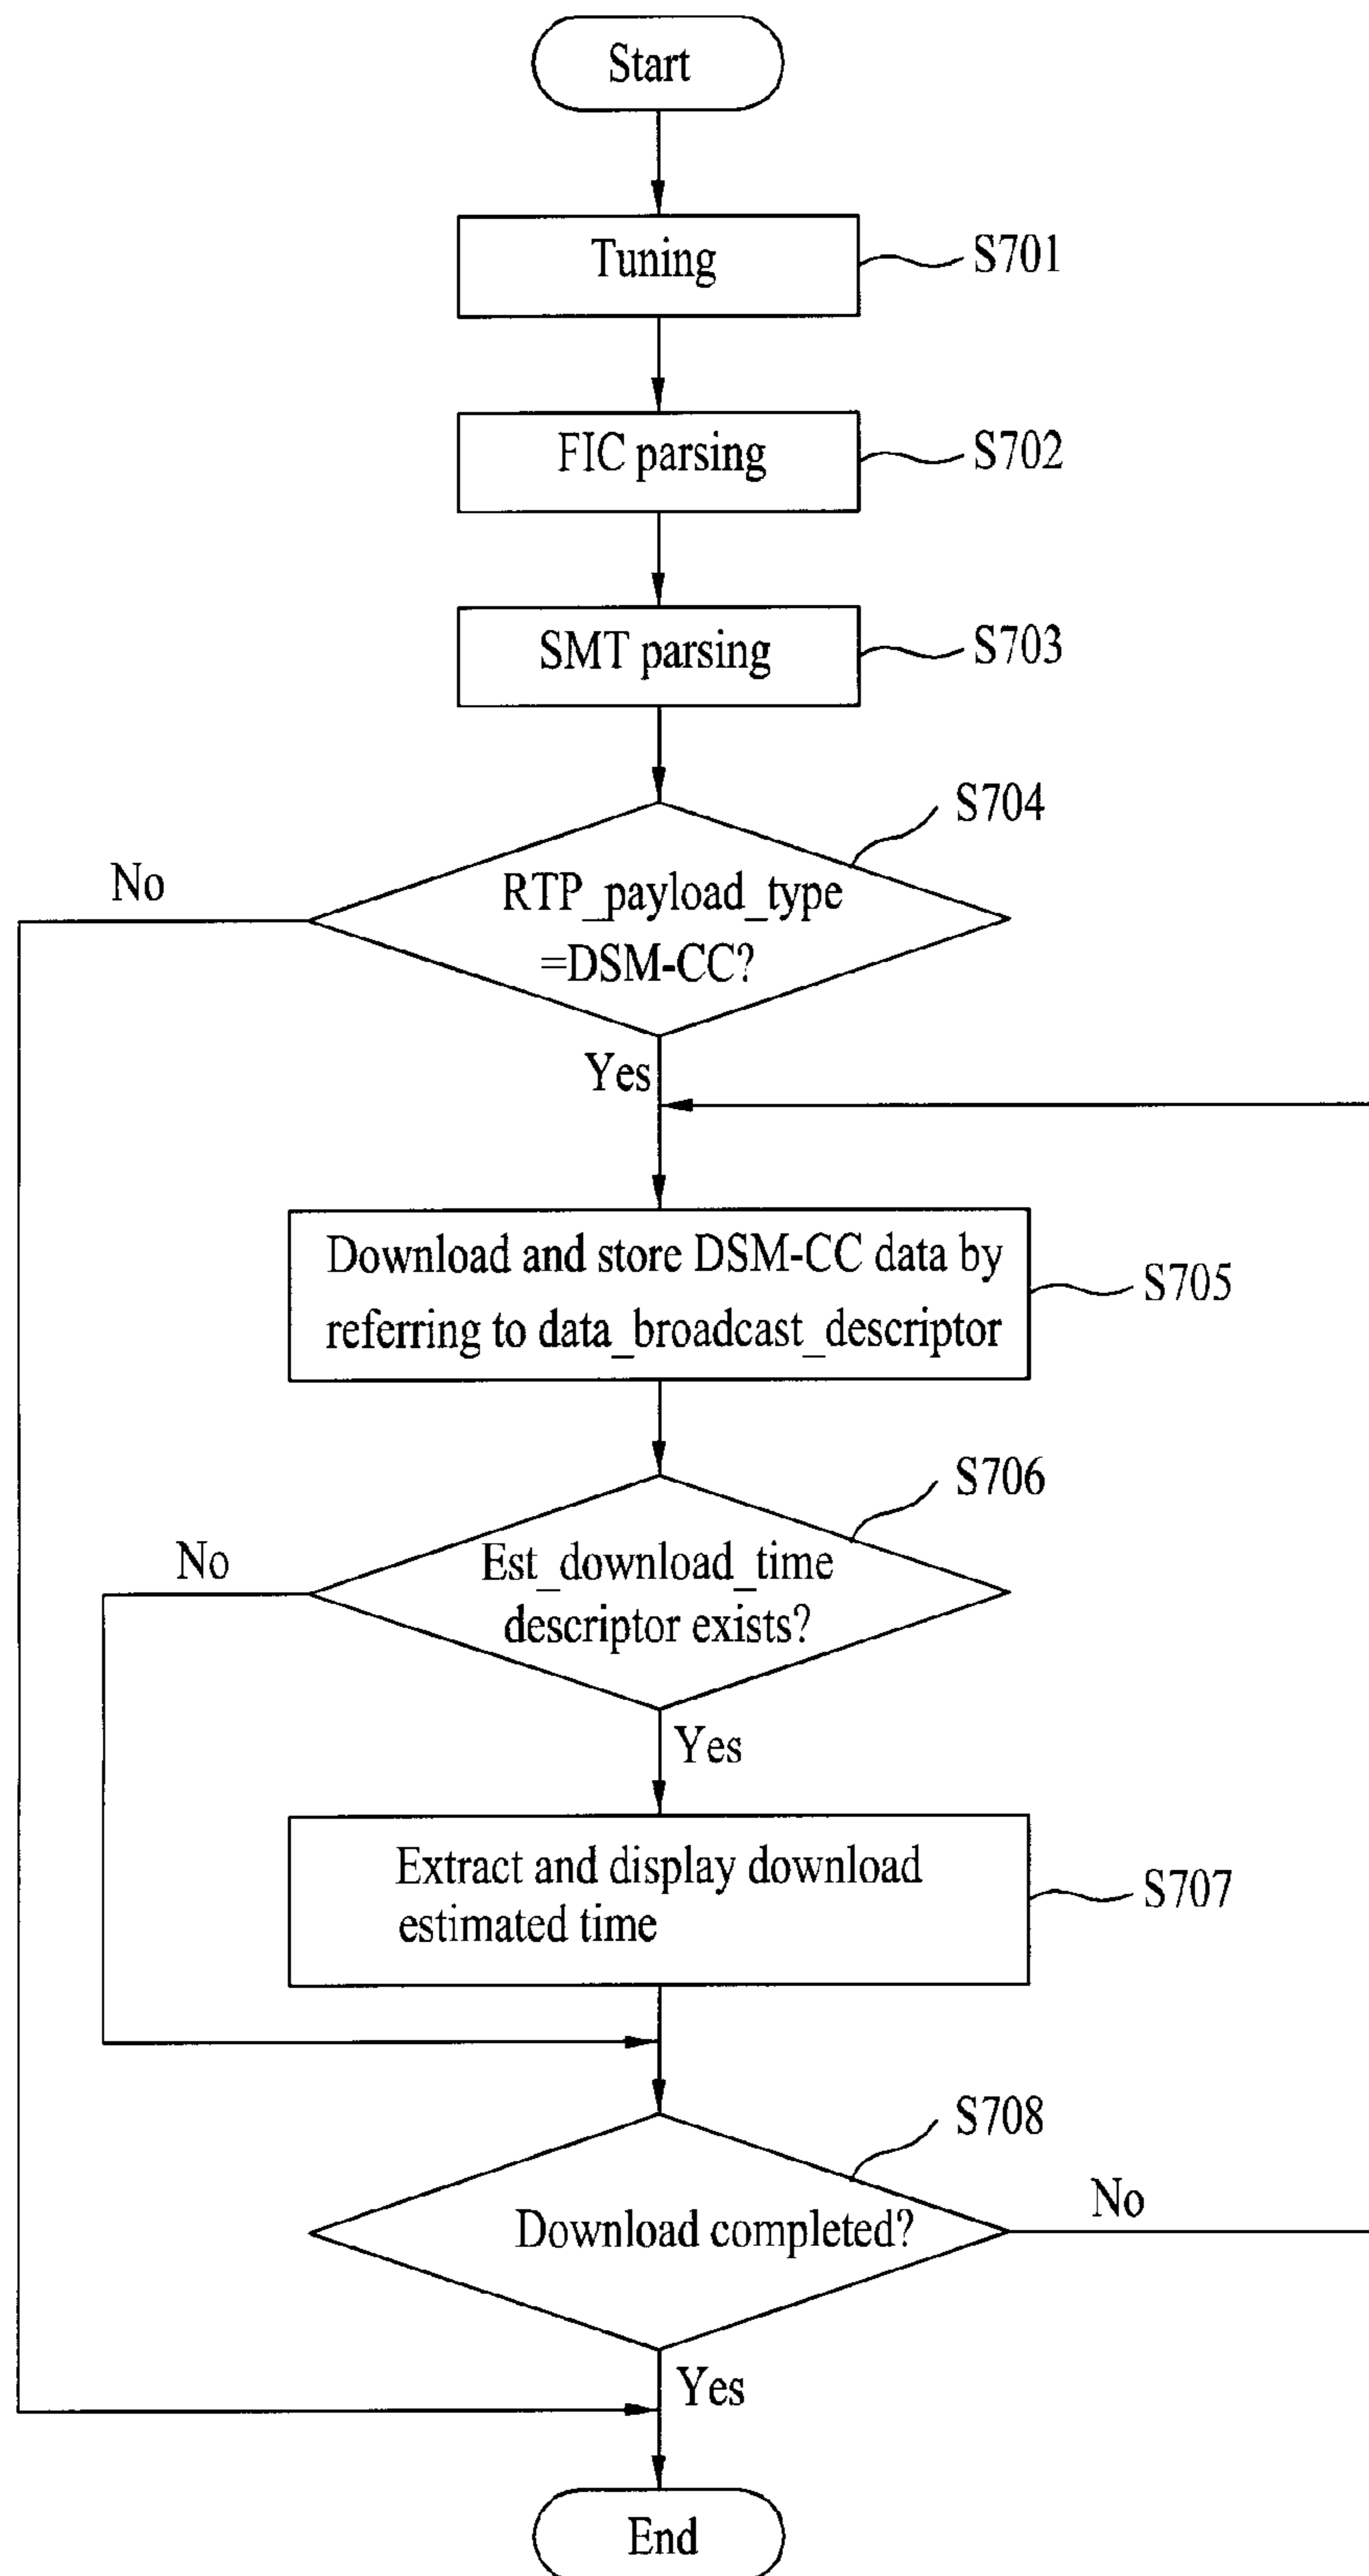 Start
Tuning
S701
FIC parsing
S702
SMT parsing
S703
S704
No
RTP_payload_type
=DSM-CC?
Yes
Download and store DSM-CC data by
referring to data_broadcast_descriptor
S705
S706
No
Est_download_time
descriptor exists?
Yes
Extract and display download
estimated time
S707
S708
Download completed?
No
Yes
End